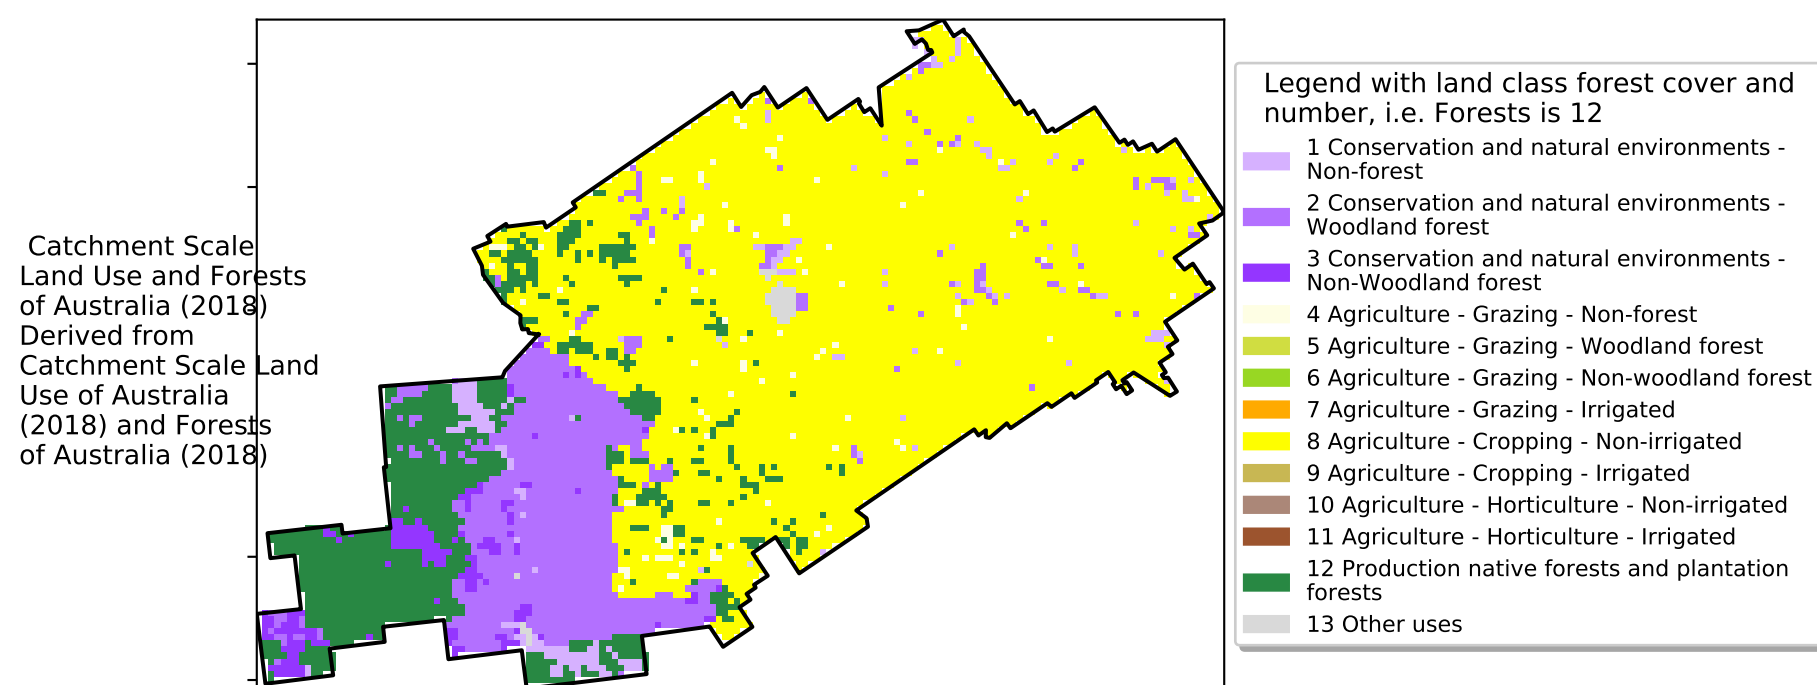 Catchment Scale
Land Use and Forests
of Australia (2018)
Derived from
Catchment Scale Land
Use of Australia
(2018) and Forests
of Australia (2018)
Legend with land class forest cover and
number, i.e. Forests is 12
1 Conservation and natural environments -
Non-forest
2 Conservation and natural environments -
Woodland forest
3 Conservation and natural environments -
Non-Woodland forest
4 Agriculture - Grazing - Non-forest
5 Agriculture - Grazing - Woodland forest
6 Agriculture - Grazing - Non-woodland forest
7 Agriculture - Grazing - Irrigated
8 Agriculture - Cropping - Non-irrigated
9 Agriculture - Cropping - Irrigated
10 Agriculture - Horticulture - Non-irrigated
11 Agriculture - Horticulture - Irrigated
12 Production native forests and plantation
forests
13 Other uses